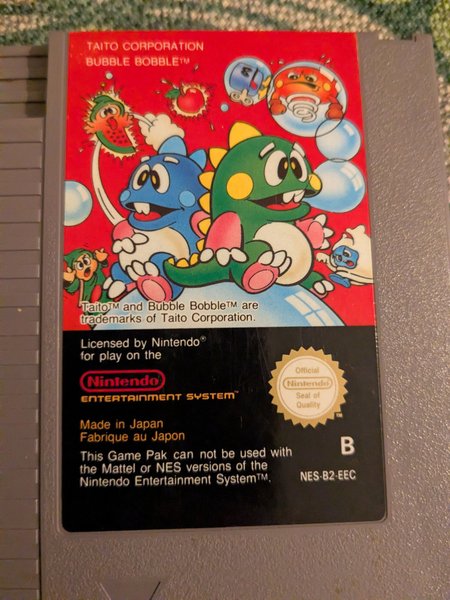 TAITO CORPORATION
BUBBLE BOBBLE™
Taito™ and Bubble Bobble™ are
trademarks of Taito Corporation.
Licensed by Nintendo®
for play on the
Nintendo®
ENTERTAINMENT SYSTEM™
Made in Japan
Fabrique au Japon
This Game Pak can not be used with
the Mattel or NES versions of the
Nintendo Entertainment System™.
Official
Nintendo®
Seal of
Quality
B
NES-B2-EEC